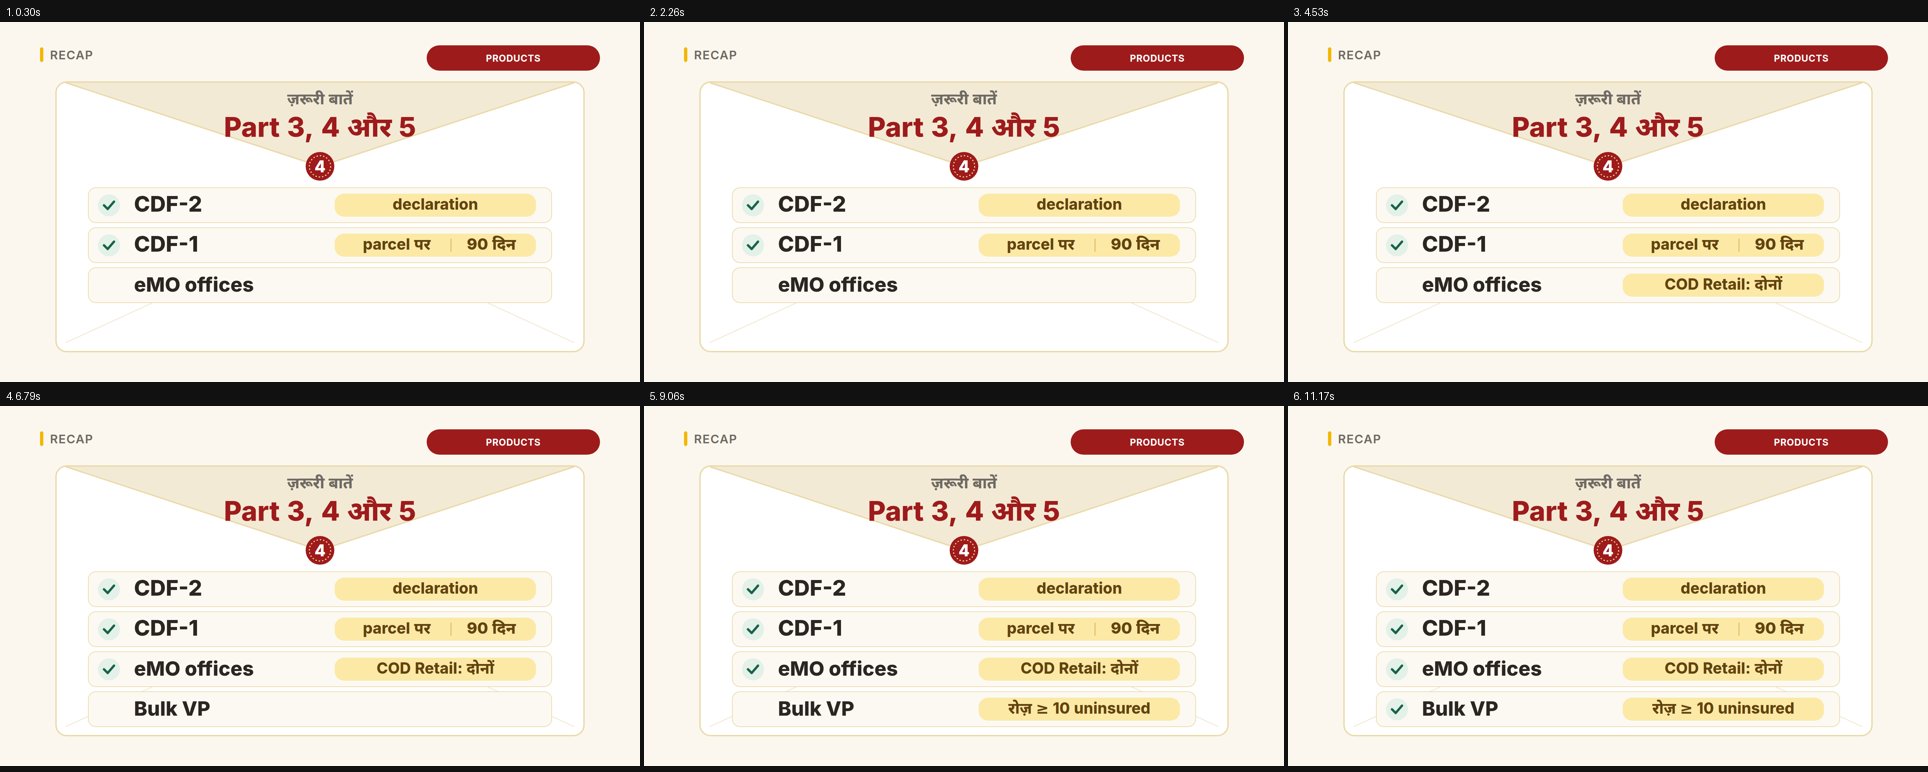 1. 0.30s
RECAP
PRODUCTS
ज़रूरी बातें
Part 3, 4 और 5
4
CDF-2 declaration
CDF-1 parcel पर | 90 दिन
eMO offices
2. 2.26s
RECAP
PRODUCTS
ज़रूरी बातें
Part 3, 4 और 5
4
CDF-2 declaration
CDF-1 parcel पर | 90 दिन
eMO offices
3. 4.53s
RECAP
PRODUCTS
ज़रूरी बातें
Part 3, 4 और 5
4
CDF-2 declaration
CDF-1 parcel पर | 90 दिन
eMO offices COD Retail: दोनों
4. 6.79s
RECAP
PRODUCTS
ज़रूरी बातें
Part 3, 4 और 5
4
CDF-2 declaration
CDF-1 parcel पर | 90 दिन
eMO offices COD Retail: दोनों
Bulk VP
5. 9.06s
RECAP
PRODUCTS
ज़रूरी बातें
Part 3, 4 और 5
4
CDF-2 declaration
CDF-1 parcel पर | 90 दिन
eMO offices COD Retail: दोनों
Bulk VP रोज़ ≥ 10 uninsured
6. 11.17s
RECAP
PRODUCTS
ज़रूरी बातें
Part 3, 4 और 5
4
CDF-2 declaration
CDF-1 parcel पर | 90 दिन
eMO offices COD Retail: दोनों
Bulk VP रोज़ ≥ 10 uninsured